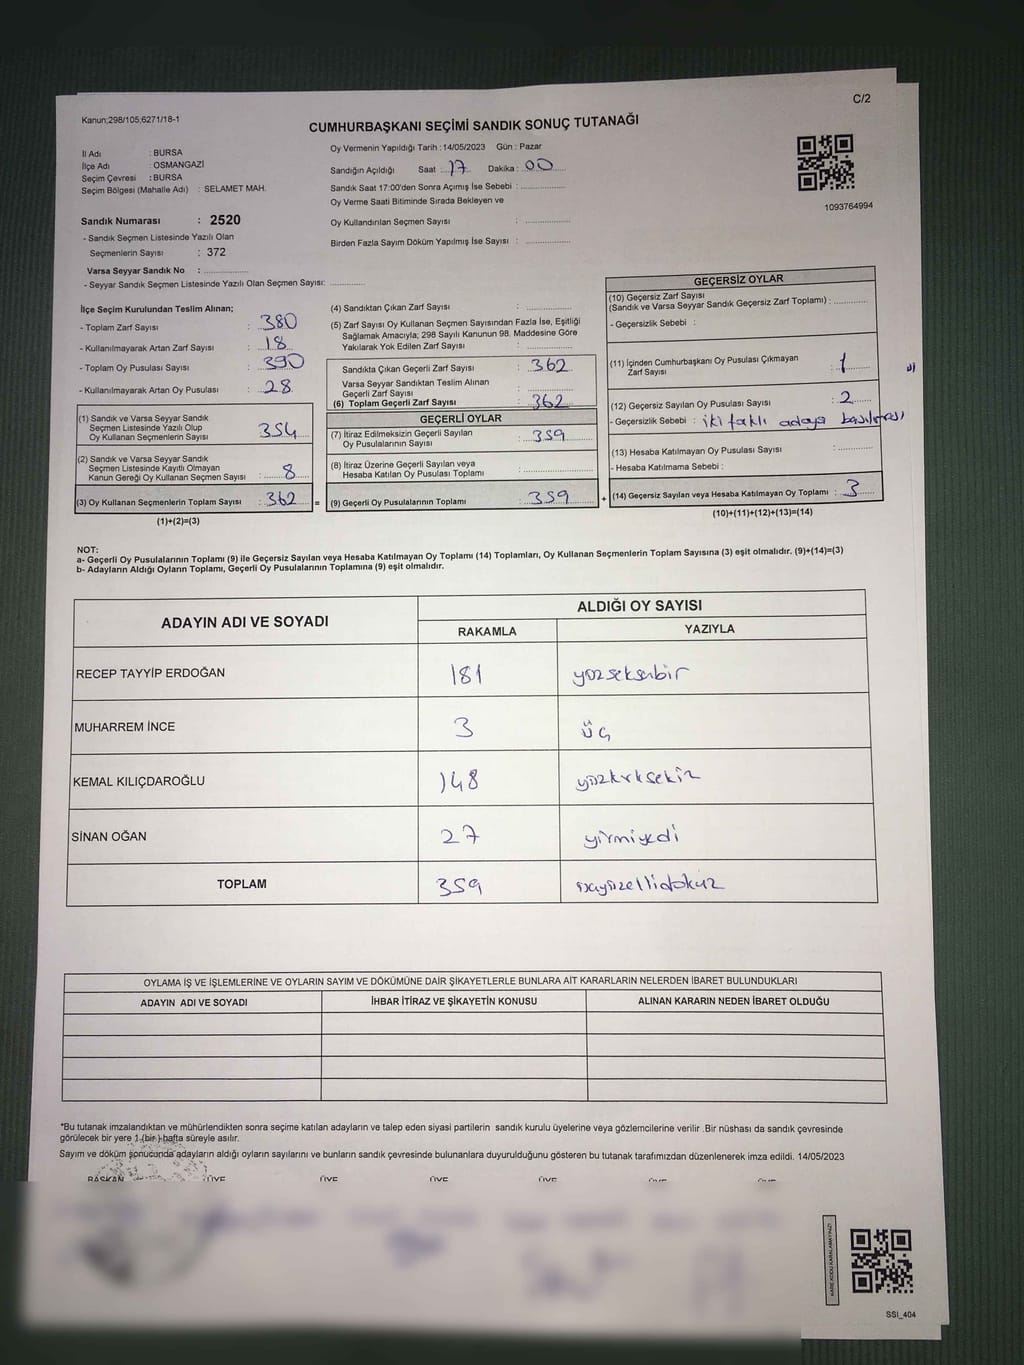 C/2
Kanun;298/105;6271/18-1
CUMHURBAŞKANI SEÇİMİ SANDIK SONUÇ TUTANAĞI
İl Adı : BURSA
İlçe Adı : OSMANGAZİ
Seçim Çevresi : BURSA
Seçim Bölgesi (Mahalle Adı) : SELAMET MAH.
Oy Vermenin Yapıldığı Tarih : 14/05/2023 Gün : Pazar
Sandığın Açıldığı Saat : 17 Dakika : 00
Sandık Saat 17:00'den Sonra Açımış İse Sebebi :
Oy Verme Saati Bitiminde Sırada Bekleyen ve
Oy Kullandırılan Seçmen Sayısı :
Birden Fazla Sayım Döküm Yapılmış İse Sayısı :
1093764994
Sandık Numarası : 2520
- Sandık Seçmen Listesinde Yazılı Olan
Seçmenlerin Sayısı : 372
Varsa Seyyar Sandık No :
- Seyyar Sandık Seçmen Listesinde Yazılı Olan Seçmen Sayısı:
İlçe Seçim Kurulundan Teslim Alınan;
- Toplam Zarf Sayısı : 380
- Kullanılmayarak Artan Zarf Sayısı : 18
- Toplam Oy Pusulası Sayısı : 390
- Kullanılmayarak Artan Oy Pusulası : 28
(1) Sandık ve Varsa Seyyar Sandık
Seçmen Listesinde Yazılı Olup
Oy Kullanan Seçmenlerin Sayısı : 354
(2) Sandık ve Varsa Seyyar Sandık
Seçmen Listesinde Kayıtlı Olmayan
Kanun Gereği Oy Kullanan Seçmen Sayısı : 8
(3) Oy Kullanan Seçmenlerin Toplam Sayısı : 362 =
(1)+(2)=(3)
(4) Sandıktan Çıkan Zarf Sayısı :
(5) Zarf Sayısı Oy Kullanan Seçmen Sayısından Fazla İse, Eşitliği
Sağlamak Amacıyla; 298 Sayılı Kanunun 98. Maddesine Göre
Yakılarak Yok Edilen Zarf Sayısı :
Sandıkta Çıkan Geçerli Zarf Sayısı : 362
Varsa Seyyar Sandıktan Teslim Alınan
Geçerli Zarf Sayısı :
(6) Toplam Geçerli Zarf Sayısı : 362
GEÇERLİ OYLAR
(7) İtiraz Edilmeksizin Geçerli Sayılan
Oy Pusulalarının Sayısı : 359
(8) İtiraz Üzerine Geçerli Sayılan veya
Hesaba Katılan Oy Pusulası Toplamı :
(9) Geçerli Oy Pusulalarının Toplamı : 359 +
GEÇERSİZ OYLAR
(10) Geçersiz Zarf Sayısı
(Sandık ve Varsa Seyyar Sandık Geçersiz Zarf Toplamı) :
- Geçersizlik Sebebi :
(11) İçinden Cumhurbaşkanı Oy Pusulası Çıkmayan
Zarf Sayısı : 1
(12) Geçersiz Sayılan Oy Pusulası Sayısı : 2
- Geçersizlik Sebebi : iki faklı adaya basılması
(13) Hesaba Katılmayan Oy Pusulası Sayısı :
- Hesaba Katılmama Sebebi :
(14) Geçersiz Sayılan veya Hesaba Katılmayan Oy Toplamı : 3
(10)+(11)+(12)+(13)=(14)
NOT:
a- Geçerli Oy Pusulalarının Toplamı (9) ile Geçersiz Sayılan veya Hesaba Katılmayan Oy Toplamı (14) Toplamları, Oy Kullanan Seçmenlerin Toplam Sayısına (3) eşit olmalıdır. (9)+(14)=(3)
b- Adayların Aldığı Oyların Toplamı, Geçerli Oy Pusulalarının Toplamına (9) eşit olmalıdır.
ADAYIN ADI VE SOYADI
ALDIĞI OY SAYISI
RAKAMLA YAZIYLA
RECEP TAYYİP ERDOĞAN 181 yüzseksenbir
MUHARREM İNCE 3 üç
KEMAL KILIÇDAROĞLU 148 yüzkırksekiz
SİNAN OĞAN 27 yirmiyedi
TOPLAM 359 üçyüzellidokuz
OYLAMA İŞ VE İŞLEMLERİNE VE OYLARIN SAYIM VE DÖKÜMÜNE DAİR ŞİKAYETLERLE BUNLARA AİT KARARLARIN NELERDEN İBARET BULUNDUKLARI
ADAYIN ADI VE SOYADI İHBAR İTİRAZ VE ŞİKAYETİN KONUSU ALINAN KARARIN NEDEN İBARET OLDUĞU
*Bu tutanak imzalandıktan ve mühürlendikten sonra seçime katılan adayların ve talep eden siyasi partilerin sandık kurulu üyelerine veya gözlemcilerine verilir .Bir nüshası da sandık çevresinde
görülecek bir yere 1 (bir ) hafta süreyle asılır.
Sayım ve döküm sonucunda adayların aldığı oyların sayılarını ve bunların sandık çevresinde bulunanlara duyurulduğunu gösteren bu tutanak tarafımızdan düzenlenerek imza edildi. 14/05/2023
BAŞKAN ÜYE ÜYE ÜYE ÜYE
KARE KODU KARALAMAYINIZ!
SSI_404